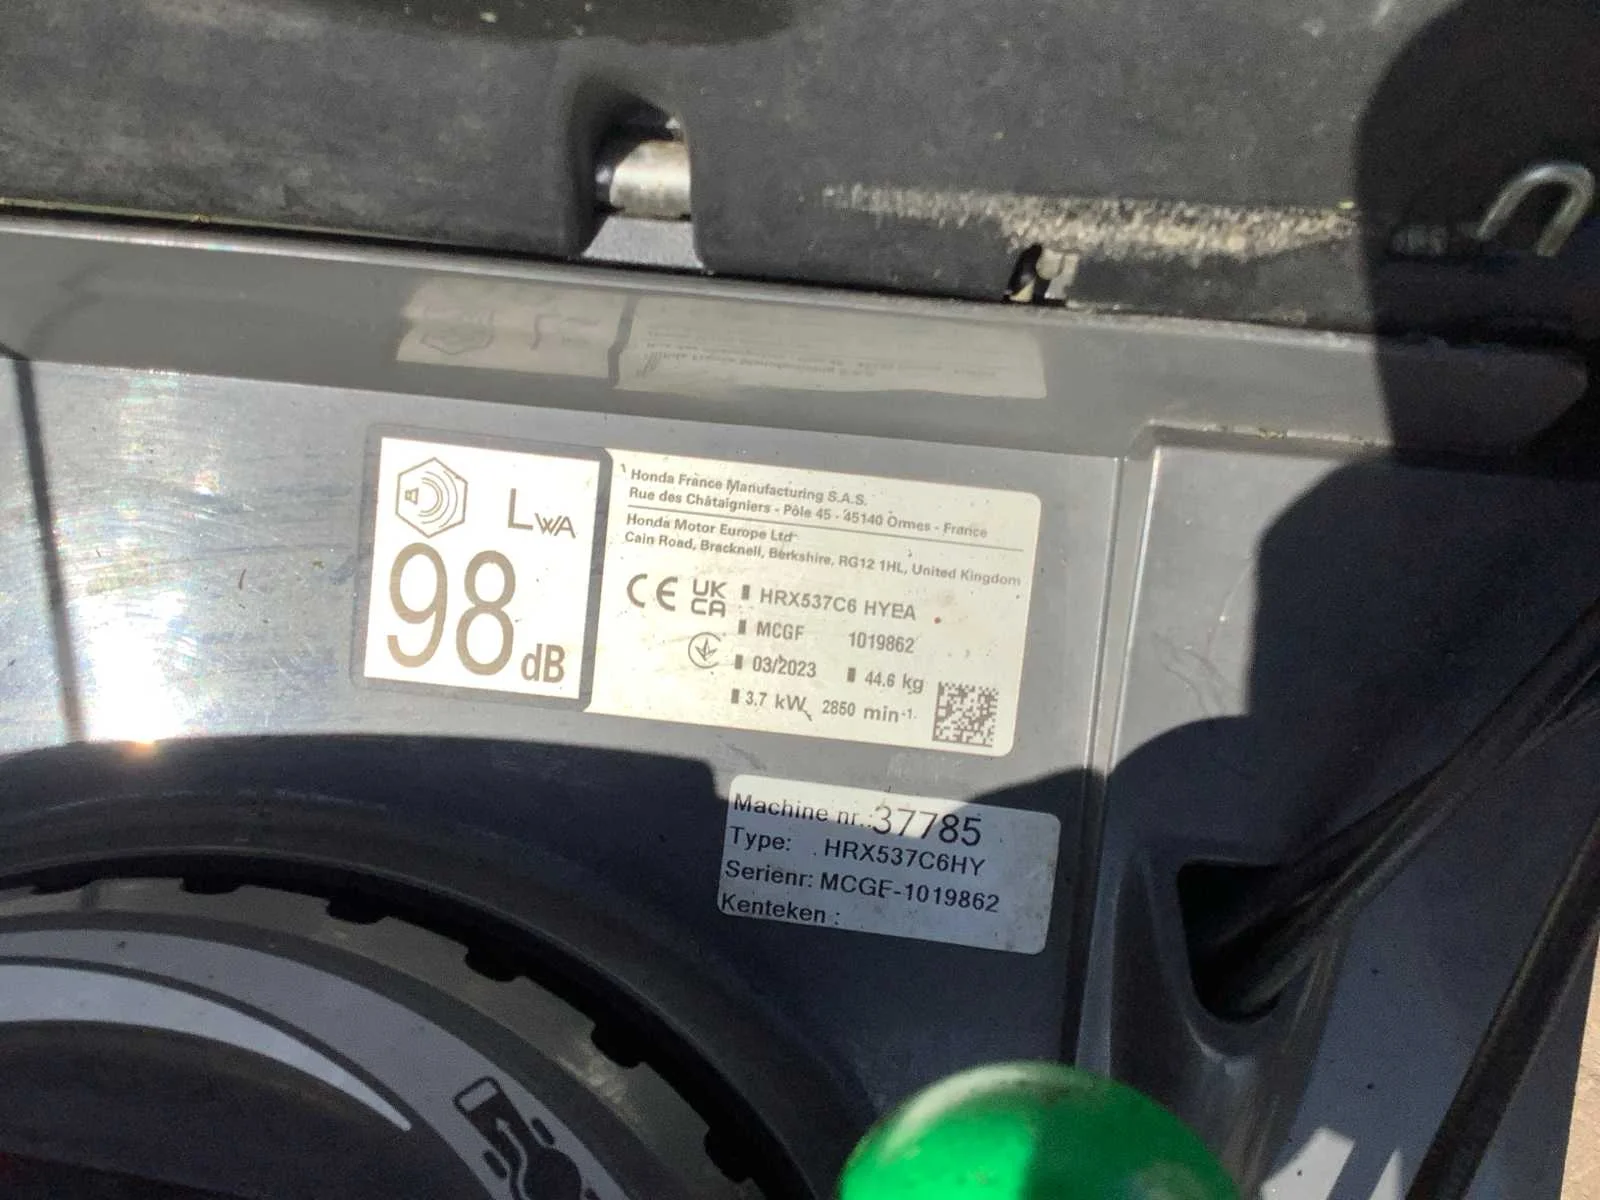 LWA
98 dB
Honda France Manufacturing S.A.S.
Rue des Châtaigniers - Pôle 45 - 45140 Ormes - France
Honda Motor Europe Ltd
Cain Road, Bracknell, Berkshire, RG12 1HL, United Kingdom
CE UK CA HRX537C6 HYEA
MCGF 1019862
03/2023 44.6 kg
3.7 kW 2850 min-1
Machine nr.: 37785
Type: HRX537C6HY
Serienr: MCGF-1019862
Kenteken :